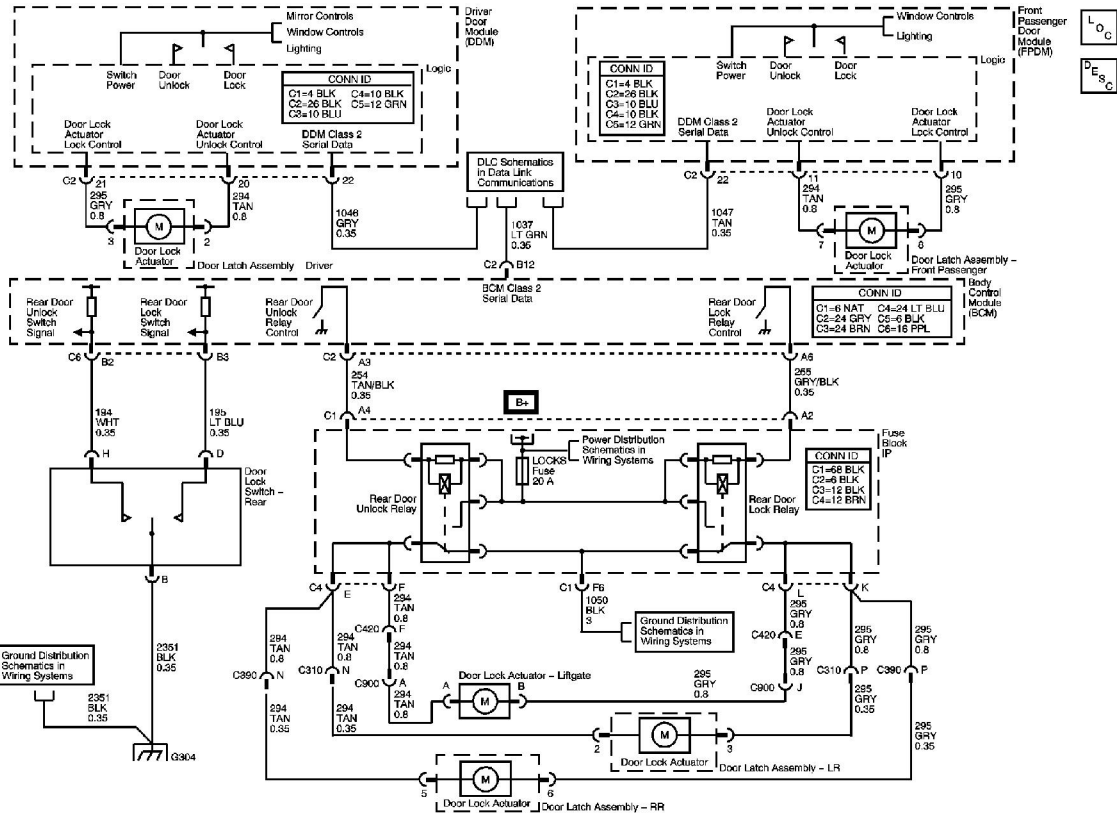 Driver
Door
Module
(DDM)
Mirror Controls
Window Controls
Lighting
Logic
Switch
Power
Door
Unlock
Door
Lock
CONN ID
C1=4 BLK C4=10 BLK
C2=26 BLK C5=12 GRN
C3=10 BLU
Door Lock
Actuator
Lock Control
Door Lock
Actuator
Unlock Control
DDM Class 2
Serial Data
C2
21
20
22
295
GRY
0.8
294
TAN
0.8
1046
GRY
0.35
3
M
2
Door Lock
Actuator
Door Latch Assembly Driver
DLC Schematics
in Data Link
Communications
1037
LT GRN
0.35
C2
B12
Front
Passenger
Door
Module
(FPDM)
Window Controls
Lighting
Logic
CONN ID
C1=4 BLK
C2=26 BLK
C3=10 BLU
C4=10 BLK
C5=12 GRN
Switch
Power
Door
Unlock
Door
Lock
DDM Class 2
Serial Data
Door Lock
Actuator
Unlock Control
Door Lock
Actuator
Lock Control
C2
22
11
10
1047
TAN
0.35
294
TAN
0.8
295
GRY
0.8
7
M
8
Door Lock
Actuator
Door Latch Assembly –
Front Passenger
LOC
DESC
Body
Control
Module
(BCM)
BCM Class 2
Serial Data
Rear Door
Unlock
Switch
Signal
Rear Door
Lock
Switch
Signal
Rear Door
Unlock
Relay
Control
Rear Door
Lock
Relay
Control
CONN ID
C1=6 NAT C4=24 LT BLU
C2=24 GRY C5=6 BLK
C3=24 BRN C6=16 PPL
C6
B2
B3
C2
A3
A6
194
WHT
0.35
195
LT BLU
0.35
254
TAN/BLK
0.35
255
GRY/BLK
0.35
C1
A4
A2
B+
H
D
Door
Lock
Switch –
Rear
B
Fuse
Block
IP
Power Distribution
Schematics in
Wiring Systems
LOCKS
Fuse
20 A
Rear Door
Unlock Relay
Rear Door
Lock Relay
CONN ID
C1=68 BLK
C2=6 BLK
C3=12 BLK
C4=12 BRN
C4
E
F
C1
F6
C4
L
K
1050
BLK
3
Ground Distribution
Schematics in
Wiring Systems
294
TAN
0.8
294
TAN
0.8
294
TAN
0.8
C420
F
294
TAN
0.8
C390
N
C310
N
C900
A
294
TAN
0.35
294
TAN
0.35
294
TAN
0.8
295
GRY
0.8
C420
E
295
GRY
0.8
C900
J
295
GRY
0.8
295
GRY
0.8
295
GRY
0.8
C310
P
C390
P
295
GRY
0.35
295
GRY
0.35
Door Lock Actuator – Liftgate
A
M
B
2
M
3
Door Lock Actuator
Door Latch Assembly – LR
5
M
6
Door Lock Actuator
Door Latch Assembly – RR
2351
BLK
0.35
Ground Distribution
Schematics in
Wiring Systems
2351
BLK
0.35
G304